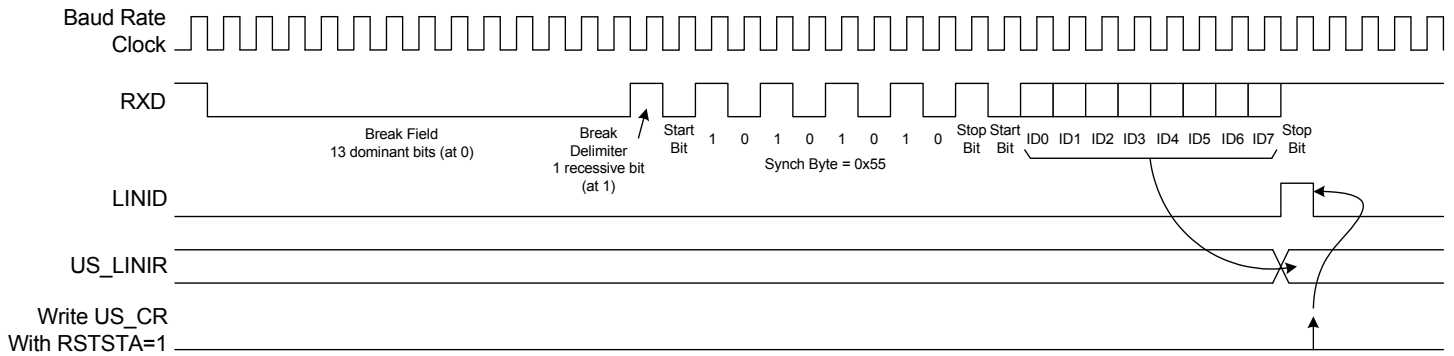 Baud Rate
Clock
RXD
Break Field
13 dominant bits (at 0)
Break
Delimiter
1 recessive bit
(at 1)
Start
Bit
1 0 1 0 1 0 1 0
Synch Byte = 0x55
Stop
Bit
Start
Bit
ID0 ID1 ID2 ID3 ID4 ID5 ID6 ID7
Stop
Bit
LINID
US_LINIR
Write US_CR
With RSTSTA=1